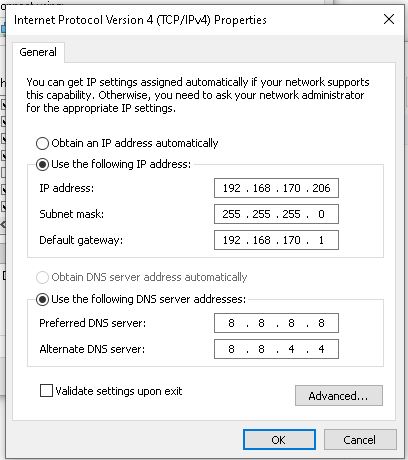 Internet Protocol Version 4 (TCP/IPv4) Properties
General
You can get IP settings assigned automatically if your network supports
this capability. Otherwise, you need to ask your network administrator
for the appropriate IP settings.
Obtain an IP address automatically
Use the following IP address:
IP address: 192 . 168 . 170 . 206
Subnet mask: 255 . 255 . 255 . 0
Default gateway: 192 . 168 . 170 . 1
Obtain DNS server address automatically
Use the following DNS server addresses:
Preferred DNS server: 8 . 8 . 8 . 8
Alternate DNS server: 8 . 8 . 4 . 4
Validate settings upon exit
Advanced...
OK Cancel